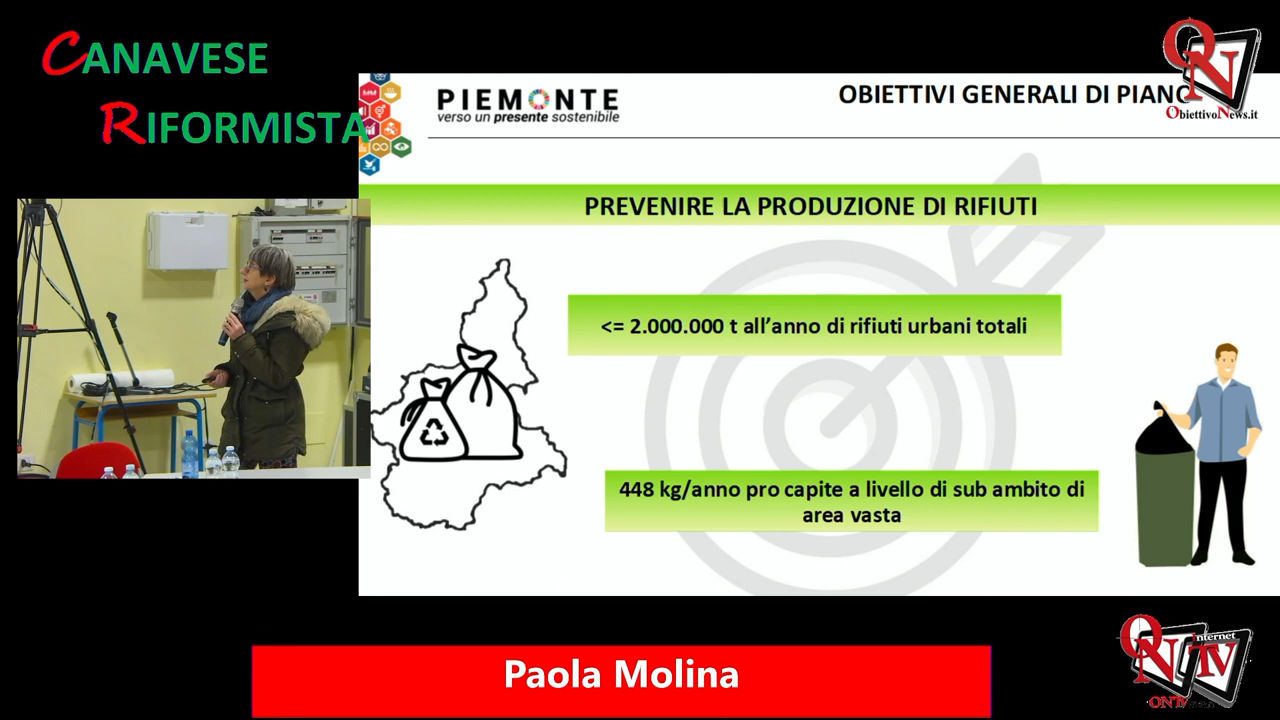 CANAVESE
RIFORMISTA
PIEMONTE
verso un presente sostenibile
OBIETTIVI GENERALI DI PIANO
ON
ObiettivoNews.it
PREVENIRE LA PRODUZIONE DI RIFIUTI
<= 2.000.000 t all'anno di rifiuti urbani totali
448 kg/anno pro capite a livello di sub ambito di
area vasta
Paola Molina
ON
internet
TV